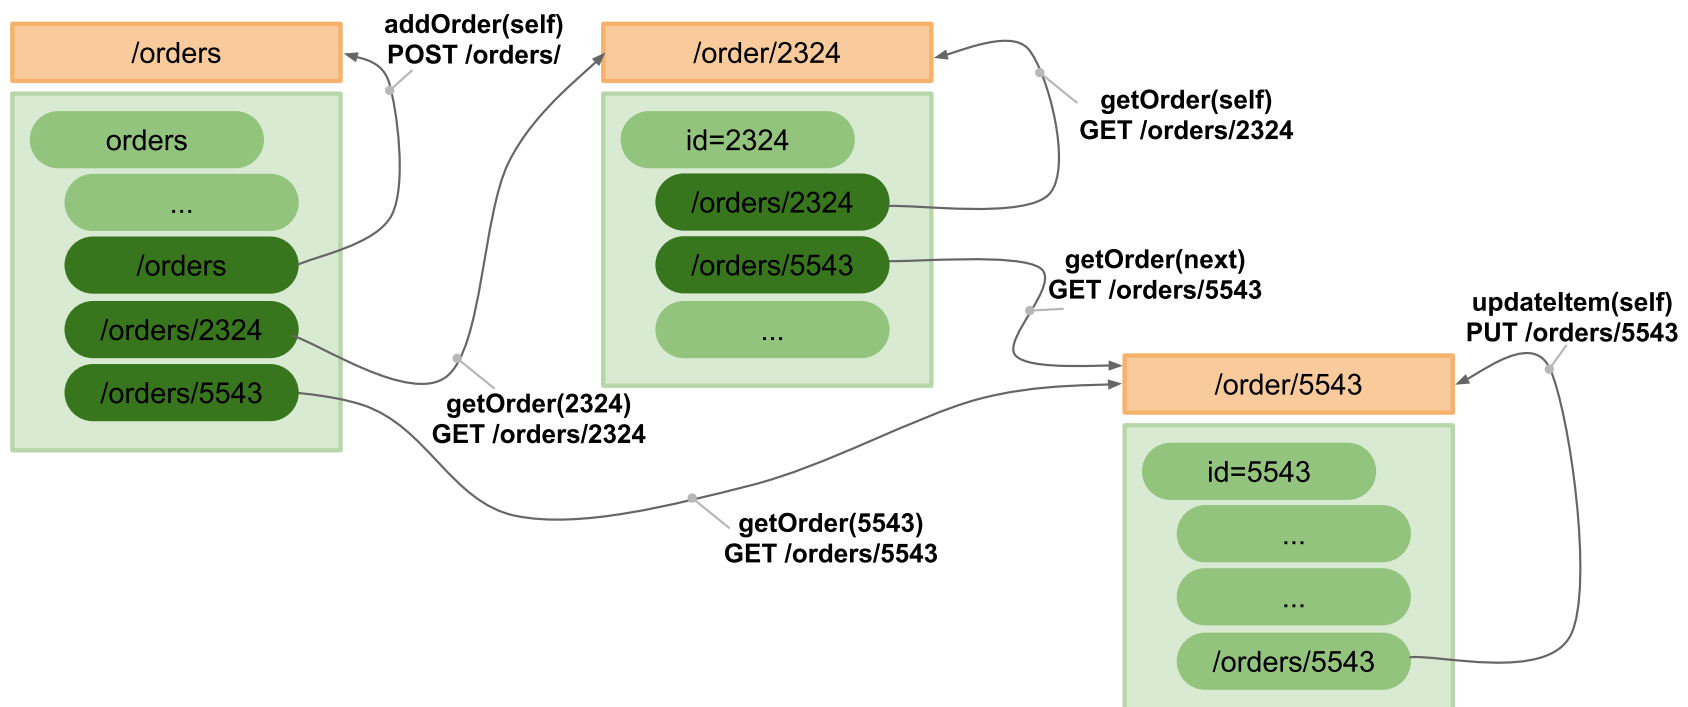 /orders
addOrder(self)
POST /orders/
orders
...
/orders
/orders/2324
/orders/5543
/order/2324
id=2324
/orders/2324
/orders/5543
...
getOrder(self)
GET /orders/2324
getOrder(next)
GET /orders/5543
getOrder(2324)
GET /orders/2324
getOrder(5543)
GET /orders/5543
updateItem(self)
PUT /orders/5543
/order/5543
id=5543
...
...
/orders/5543